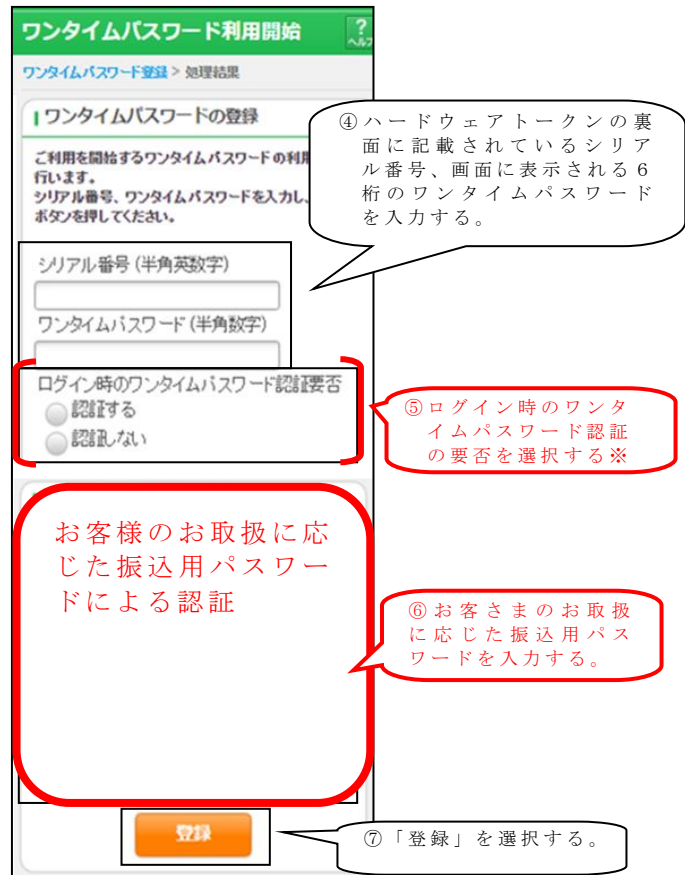 ワンタイムパスワード利用開始
?
ヘルプ
ワンタイムパスワード登録 > 処理結果
ワンタイムパスワードの登録
ご利用を開始するワンタイムパスワードの利用
行います。
シリアル番号、ワンタイムパスワードを入力し、
ボタンを押してください。
④ハードウェアトークンの裏
面に記載されているシリア
ル番号、画面に表示される6
桁のワンタイムパスワード
を入力する。
シリアル番号 (半角英数字)
ワンタイムパスワード (半角数字)
ログイン時のワンタイムパスワード認証要否
認証する
認証しない
⑤ログイン時のワンタ
イムパスワード認証
の要否を選択する※
お客様のお取扱に応
じた振込用パスワー
ドによる認証
⑥お客さまのお取扱
に応じた振込用パス
ワードを入力する。
登録
⑦「登録」を選択する。